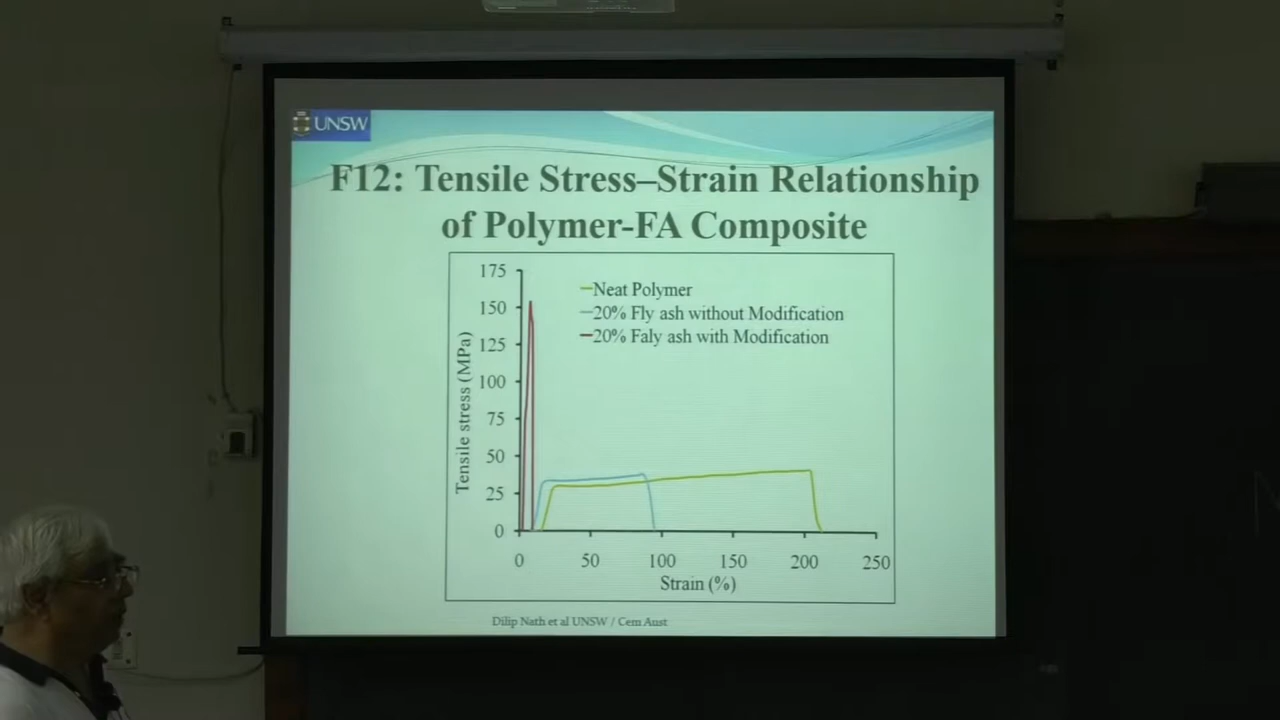 UNSW
F12: Tensile Stress–Strain Relationship
of Polymer-FA Composite
175
150
125
100
75
50
25
0
Tensile stress (MPa)
Neat Polymer
20% Fly ash without Modification
20% Faly ash with Modification
0 50 100 150 200 250
Strain (%)
Dilip Nath et al UNSW / Cem Aust